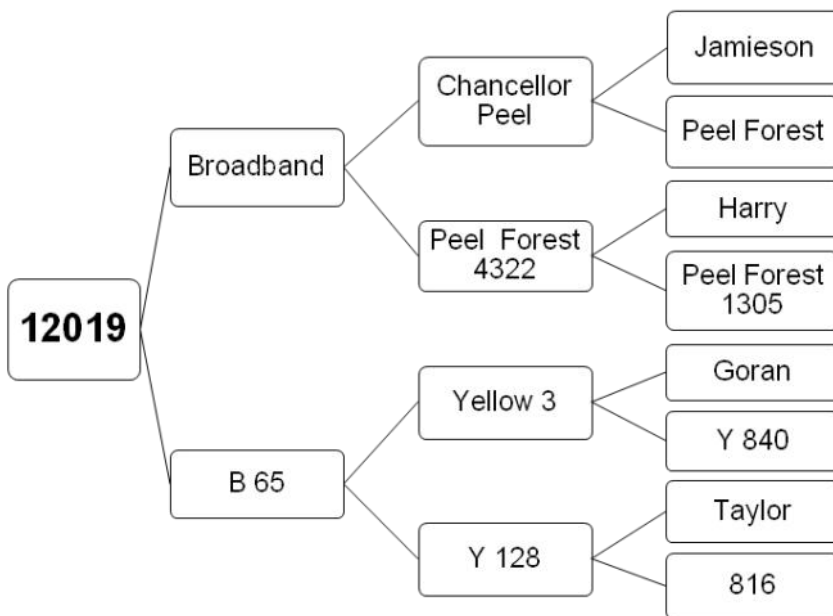 Jamieson
Chancellor
Peel
Peel Forest
Broadband
Harry
Peel Forest
4322
Peel Forest
1305
12019
Goran
Yellow 3
Y 840
B 65
Taylor
Y 128
816